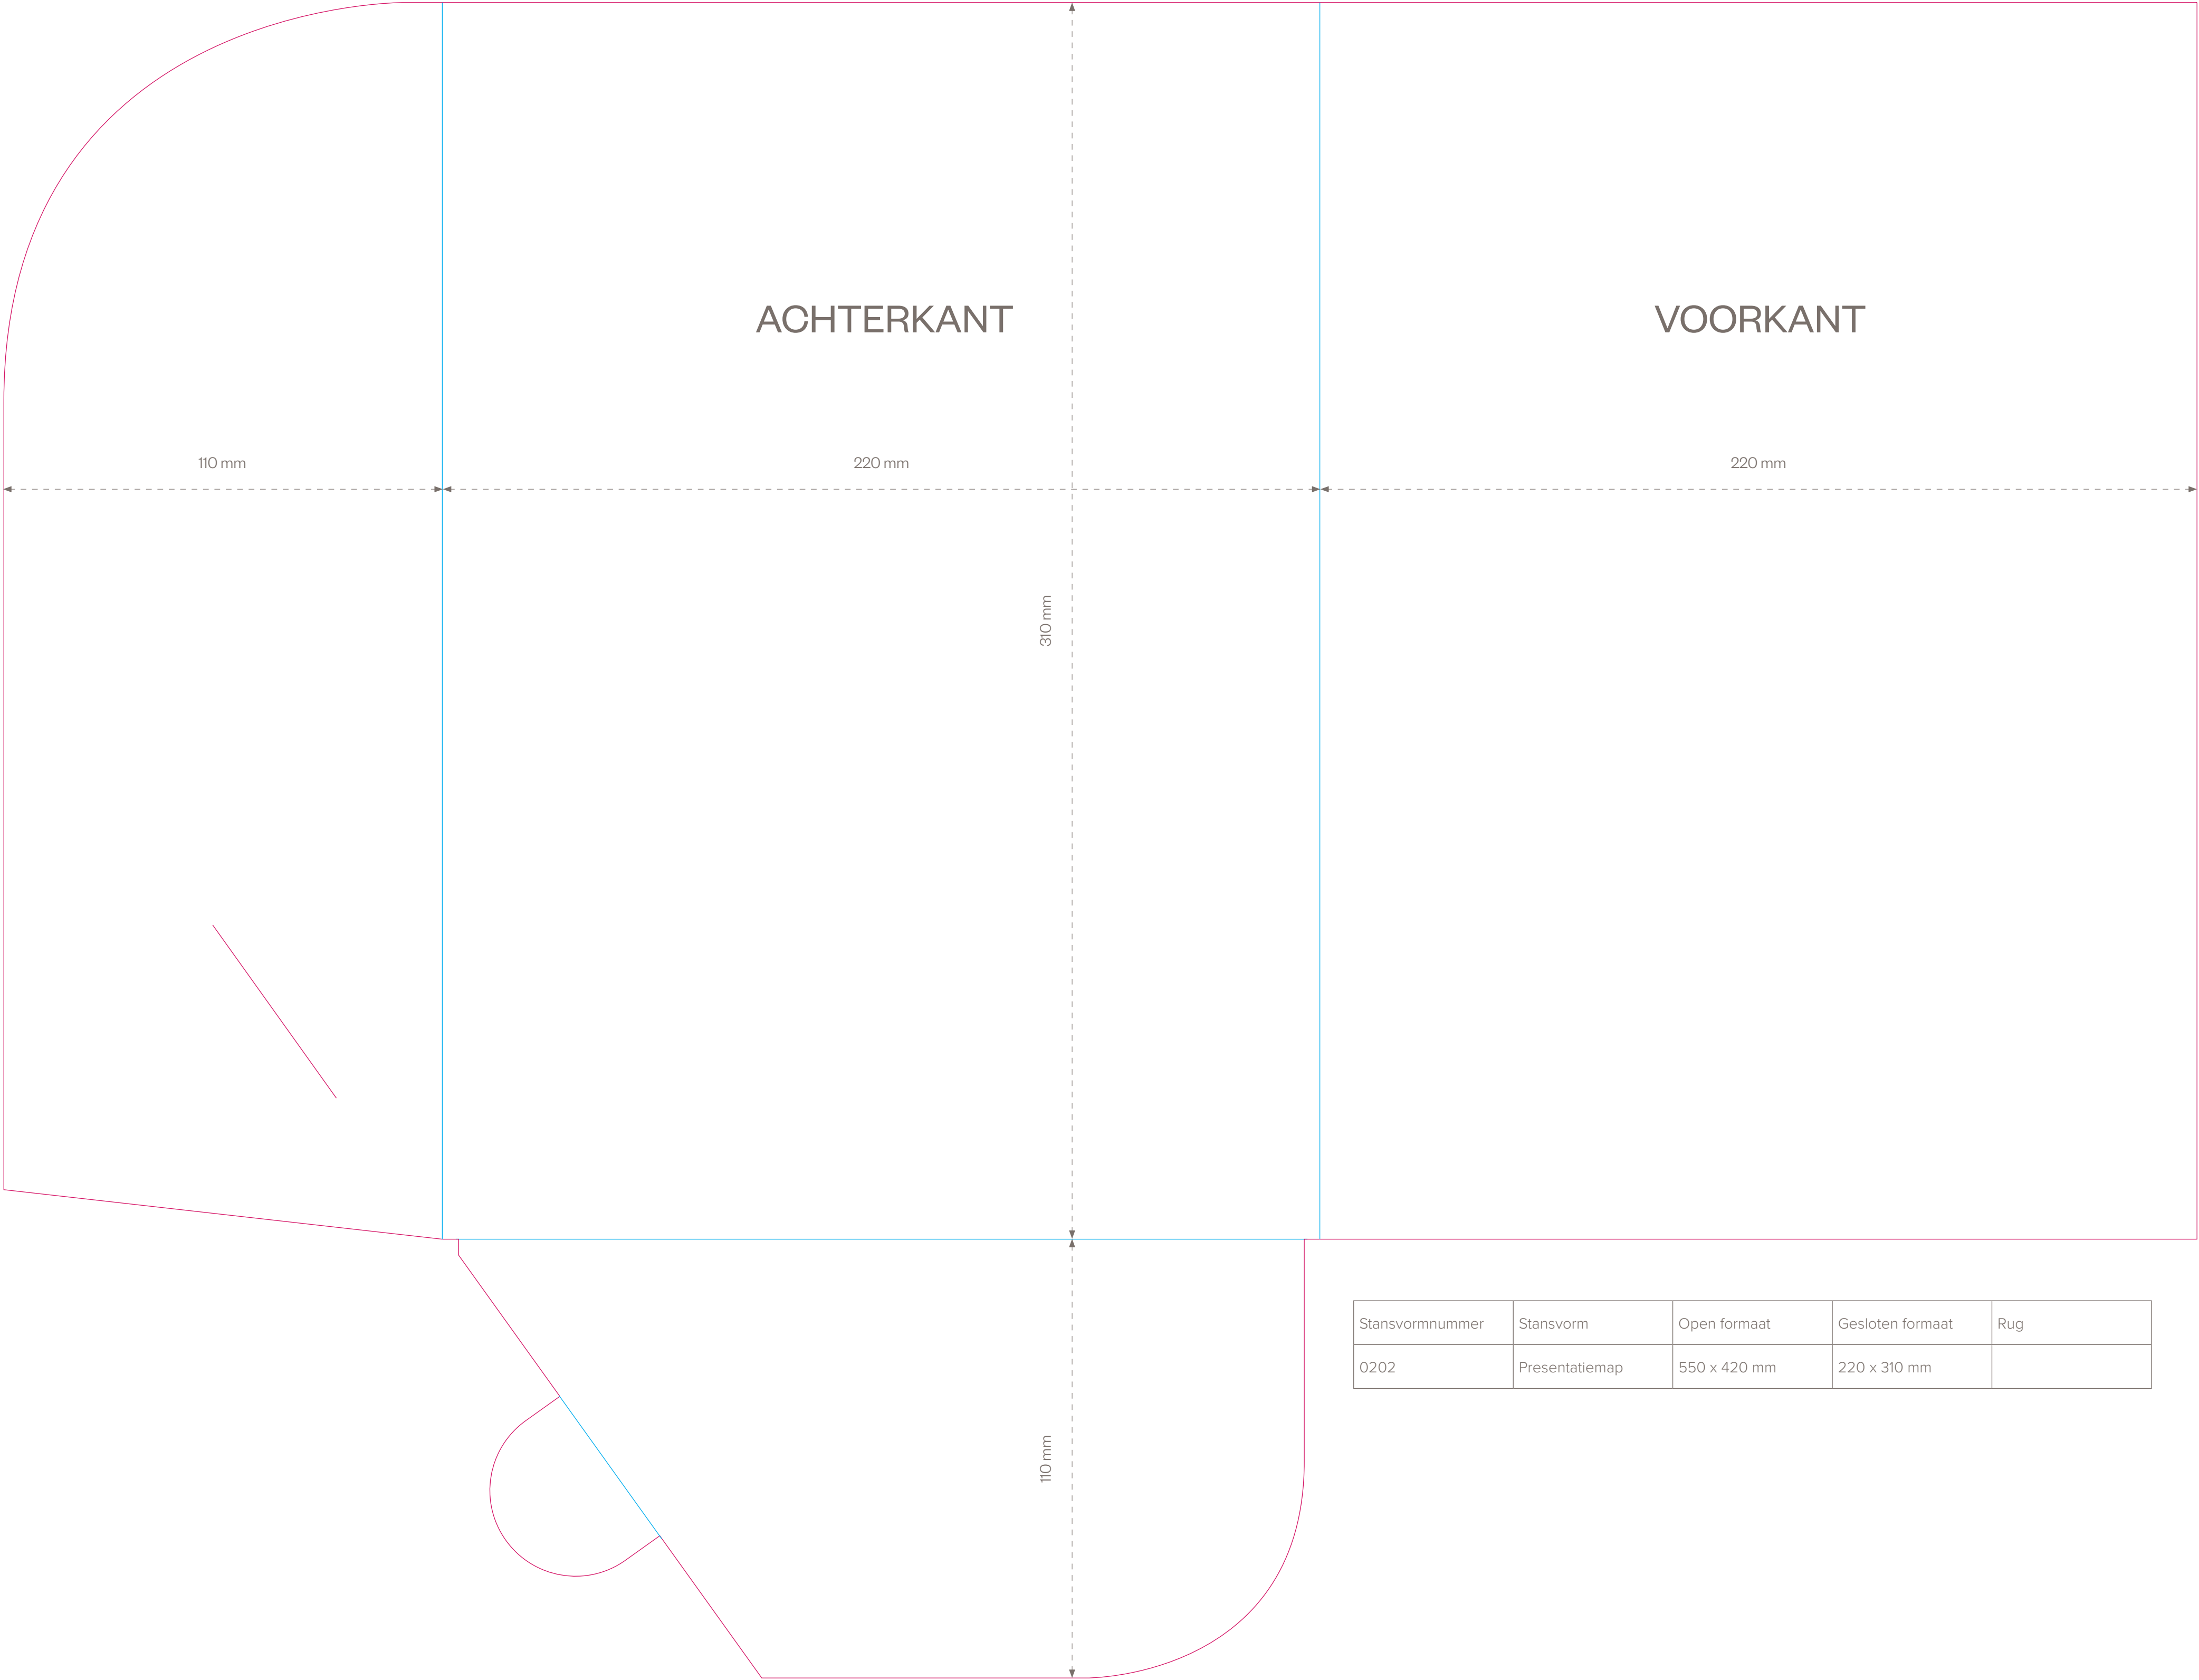 ACHTERKANT
VOORKANT
110 mm
220 mm
220 mm
310 mm
Stansvormnummer Stansvorm Open formaat Gesloten formaat Rug
0202 Presentatiemap 550 x 420 mm 220 x 310 mm
110 mm